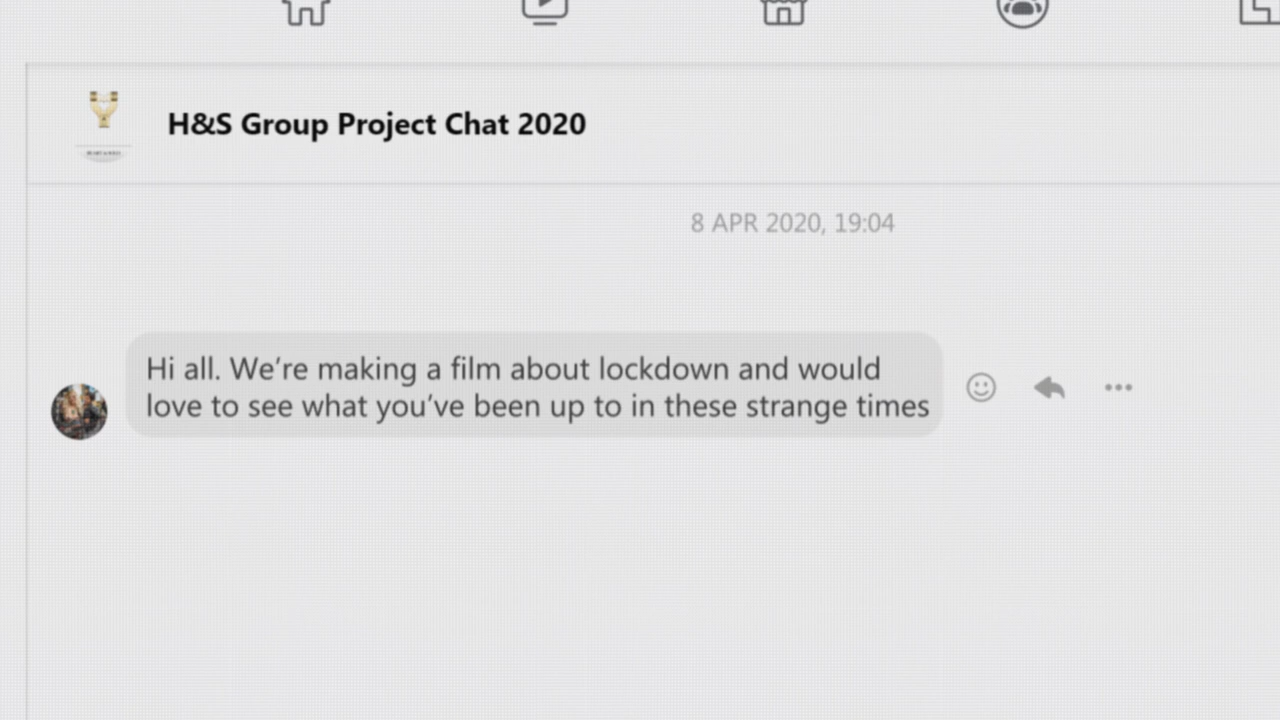 H&S Group Project Chat 2020
8 APR 2020, 19:04
Hi all. We’re making a film about lockdown and would
love to see what you’ve been up to in these strange times